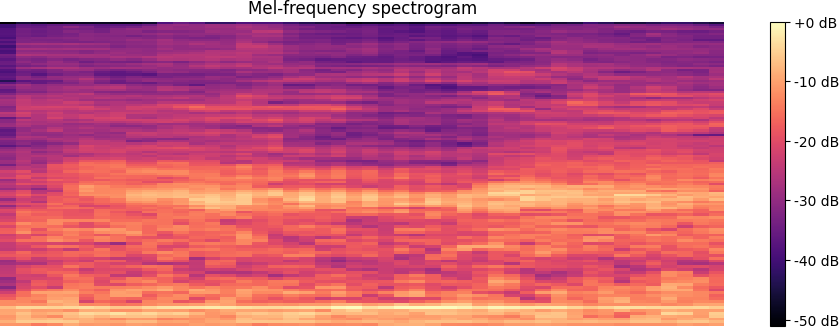 Mel-frequency spectrogram
+0 dB
-10 dB
-20 dB
-30 dB
-40 dB
-50 dB